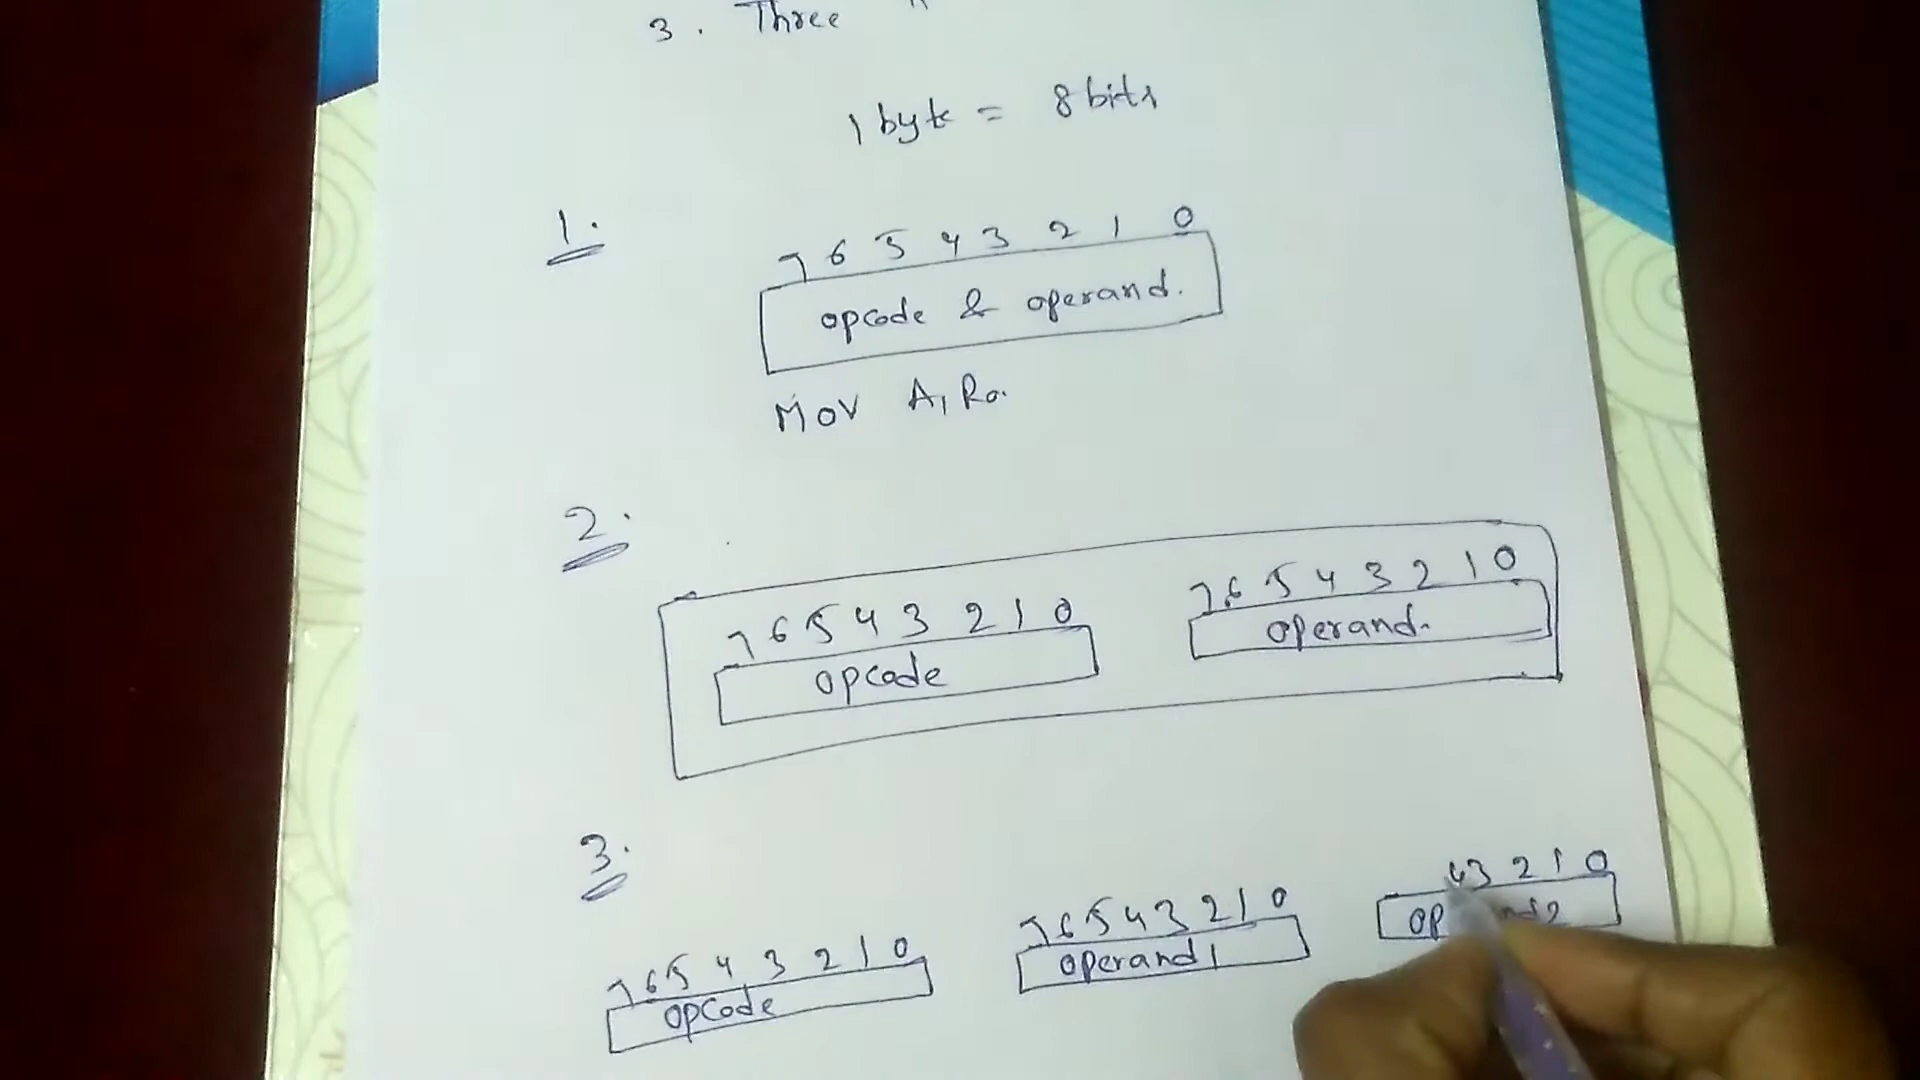 3. Three "
1 byte = 8 bits
1.
7 6 5 4 3 2 1 0
opcode & operand.
MOV A, R0.
2.
7 6 5 4 3 2 1 0
opcode
7 6 5 4 3 2 1 0
operand.
3.
7 6 5 4 3 2 1 0
opcode
7 6 5 4 3 2 1 0
operand 1
4 3 2 1 0